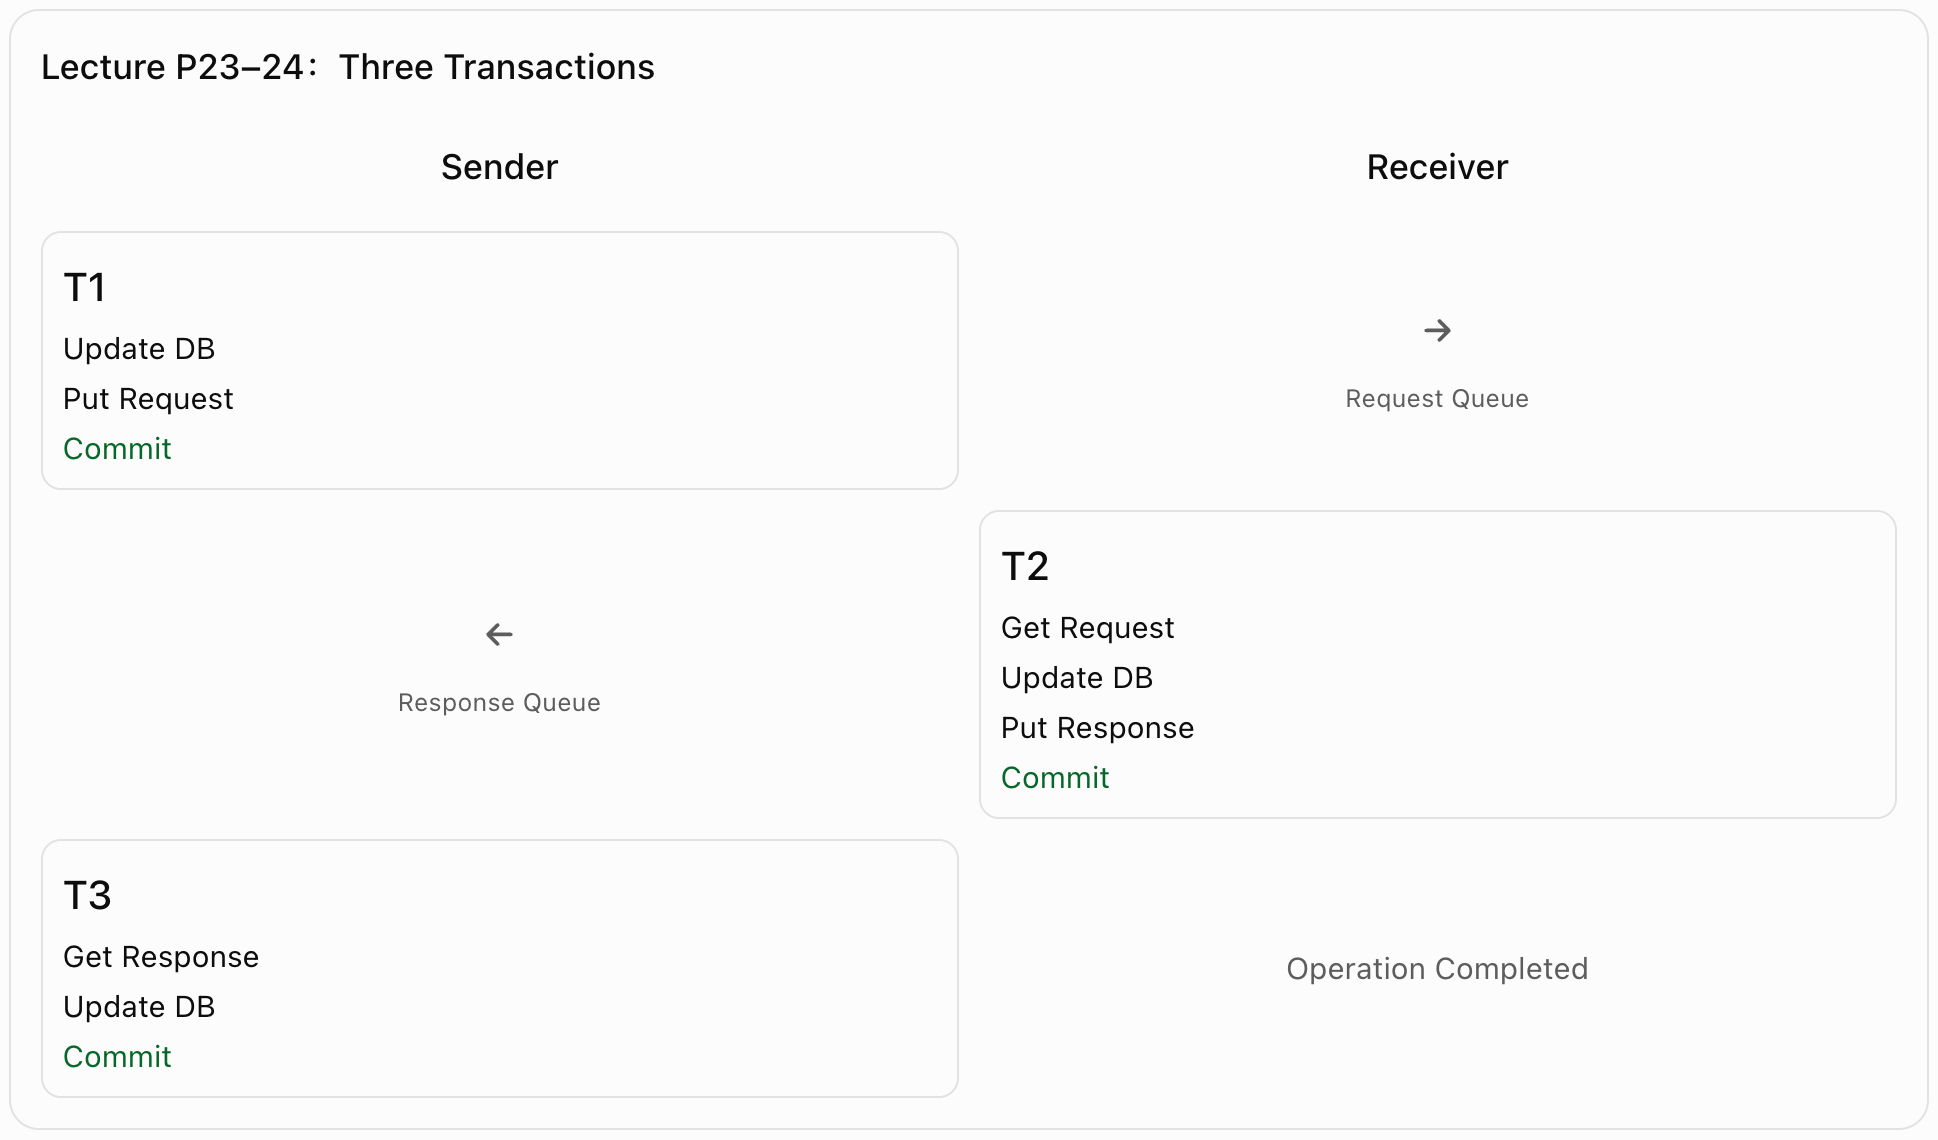 Lecture P23–24: Three Transactions
Sender
Receiver
T1
Update DB
Put Request
Commit
→
Request Queue
←
Response Queue
T2
Get Request
Update DB
Put Response
Commit
T3
Get Response
Update DB
Commit
Operation Completed